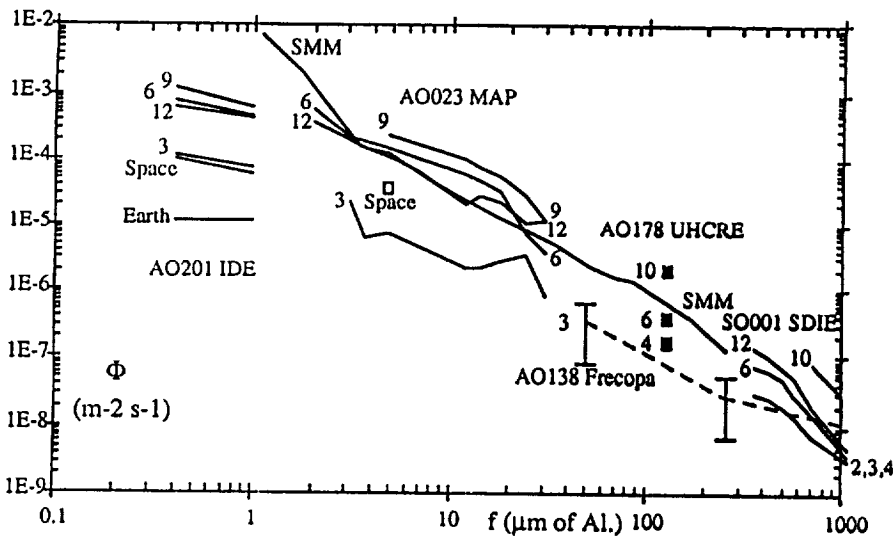 1E-2
SMM
1E-3
9
6
12
AO023 MAP
6
12
9
1E-4
3
Space
Space
3
1E-5
Earth
9
12
6
AO178 UHCRE
AO201 IDE
10
1E-6
SMM
3
6
SO001 SDIE
4
12
10
1E-7
6
AO138 Frecopa
Φ
(m-2 s-1)
1E-8
2,3,4
1E-9
0.1
1
10
f (μm of Al.)
100
1000